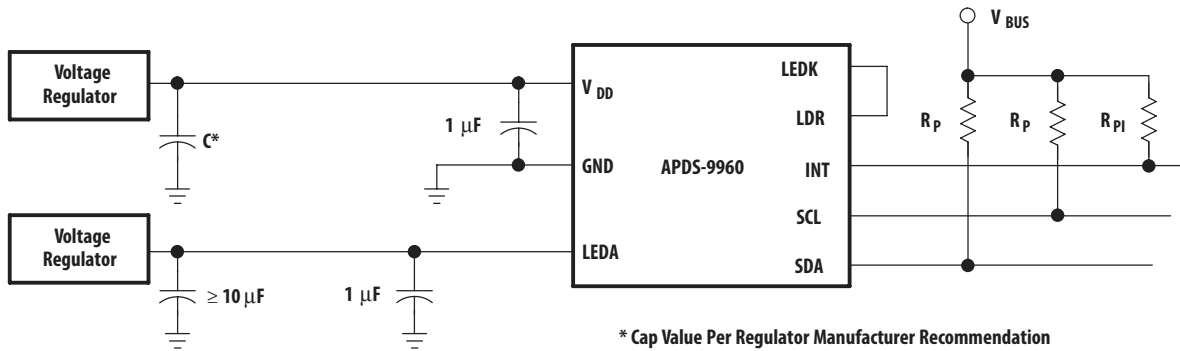 V BUS
Voltage
Regulator
LEDK
V DD
LDR
C*
1 μF
R P
R P
R PI
GND
APDS-9960
INT
SCL
Voltage
Regulator
LEDA
SDA
≥ 10 μF
1 μF
* Cap Value Per Regulator Manufacturer Recommendation